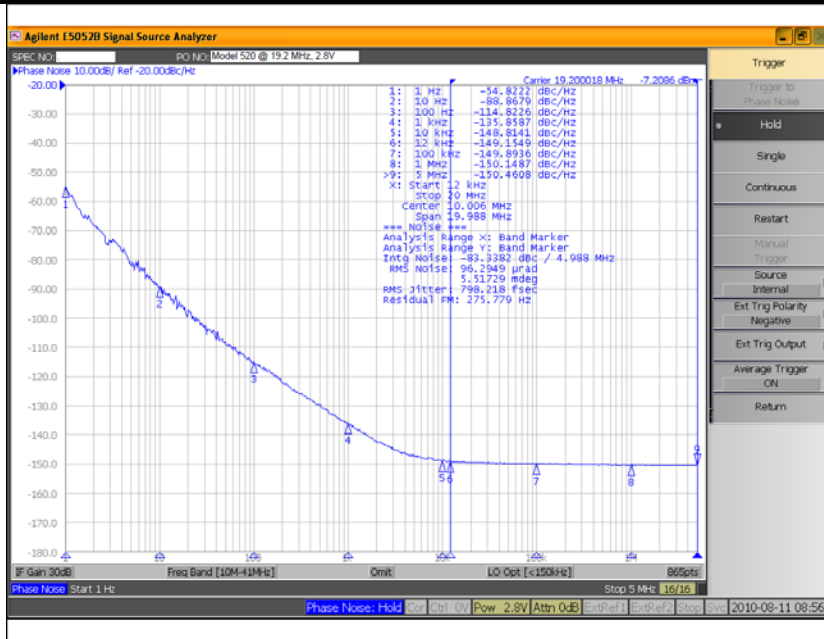 Agilent E5052B Signal Source Analyzer
SPEC NO: PO NO: Model 520 @ 19.2 MHz, 2.8V
Phase Noise 10.00dB/ Ref -20.00dBc/Hz
Carrier 19.200018 MHz -7.2086 dBm
-20.00
-30.00
-40.00
-50.00
-60.00
-70.00
-80.00
-90.00
-100.0
-110.0
-120.0
-130.0
-140.0
-150.0
-160.0
-170.0
-180.0
1: 1 Hz -54.8222 dBc/Hz
2: 10 Hz -88.8679 dBc/Hz
3: 100 Hz -114.8226 dBc/Hz
4: 1 kHz -135.8587 dBc/Hz
5: 10 kHz -148.8141 dBc/Hz
6: 12 kHz -149.1549 dBc/Hz
7: 100 kHz -149.8936 dBc/Hz
8: 1 MHz -150.1487 dBc/Hz
>9: 5 MHz -150.4608 dBc/Hz
X: Start 12 kHz
Stop 20 MHz
Center 10.006 MHz
Span 19.988 MHz
=== Noise ===
Analysis Range X: Band Marker
Analysis Range Y: Band Marker
Intg Noise: -83.3382 dBc / 4.988 MHz
RMS Noise: 96.2949 µrad
5.51729 mdeg
RMS Jitter: 798.218 fsec
Residual FM: 275.779 Hz
1
2
3
4
5
6
7
8
9
1 10 100 1K 10K 100K 1M
IF Gain 30dB Freq Band [10M-41MHz] Omit LO Opt [<150kHz] 865pts
Phase Noise Start 1 Hz Stop 5 MHz 16/16
Phase Noise: Hold Cor Ctrl 0V Pow 2.8V Attn 0dB ExtRef1 ExtRef2 Stop Svc 2010-08-11 08:56
Trigger
Trigger to
Phase Noise
Hold
Single
Continuous
Restart
Manual
Trigger
Source
Internal
Ext Trig Polarity
Negative
Ext Trig Output
Average Trigger
ON
Return